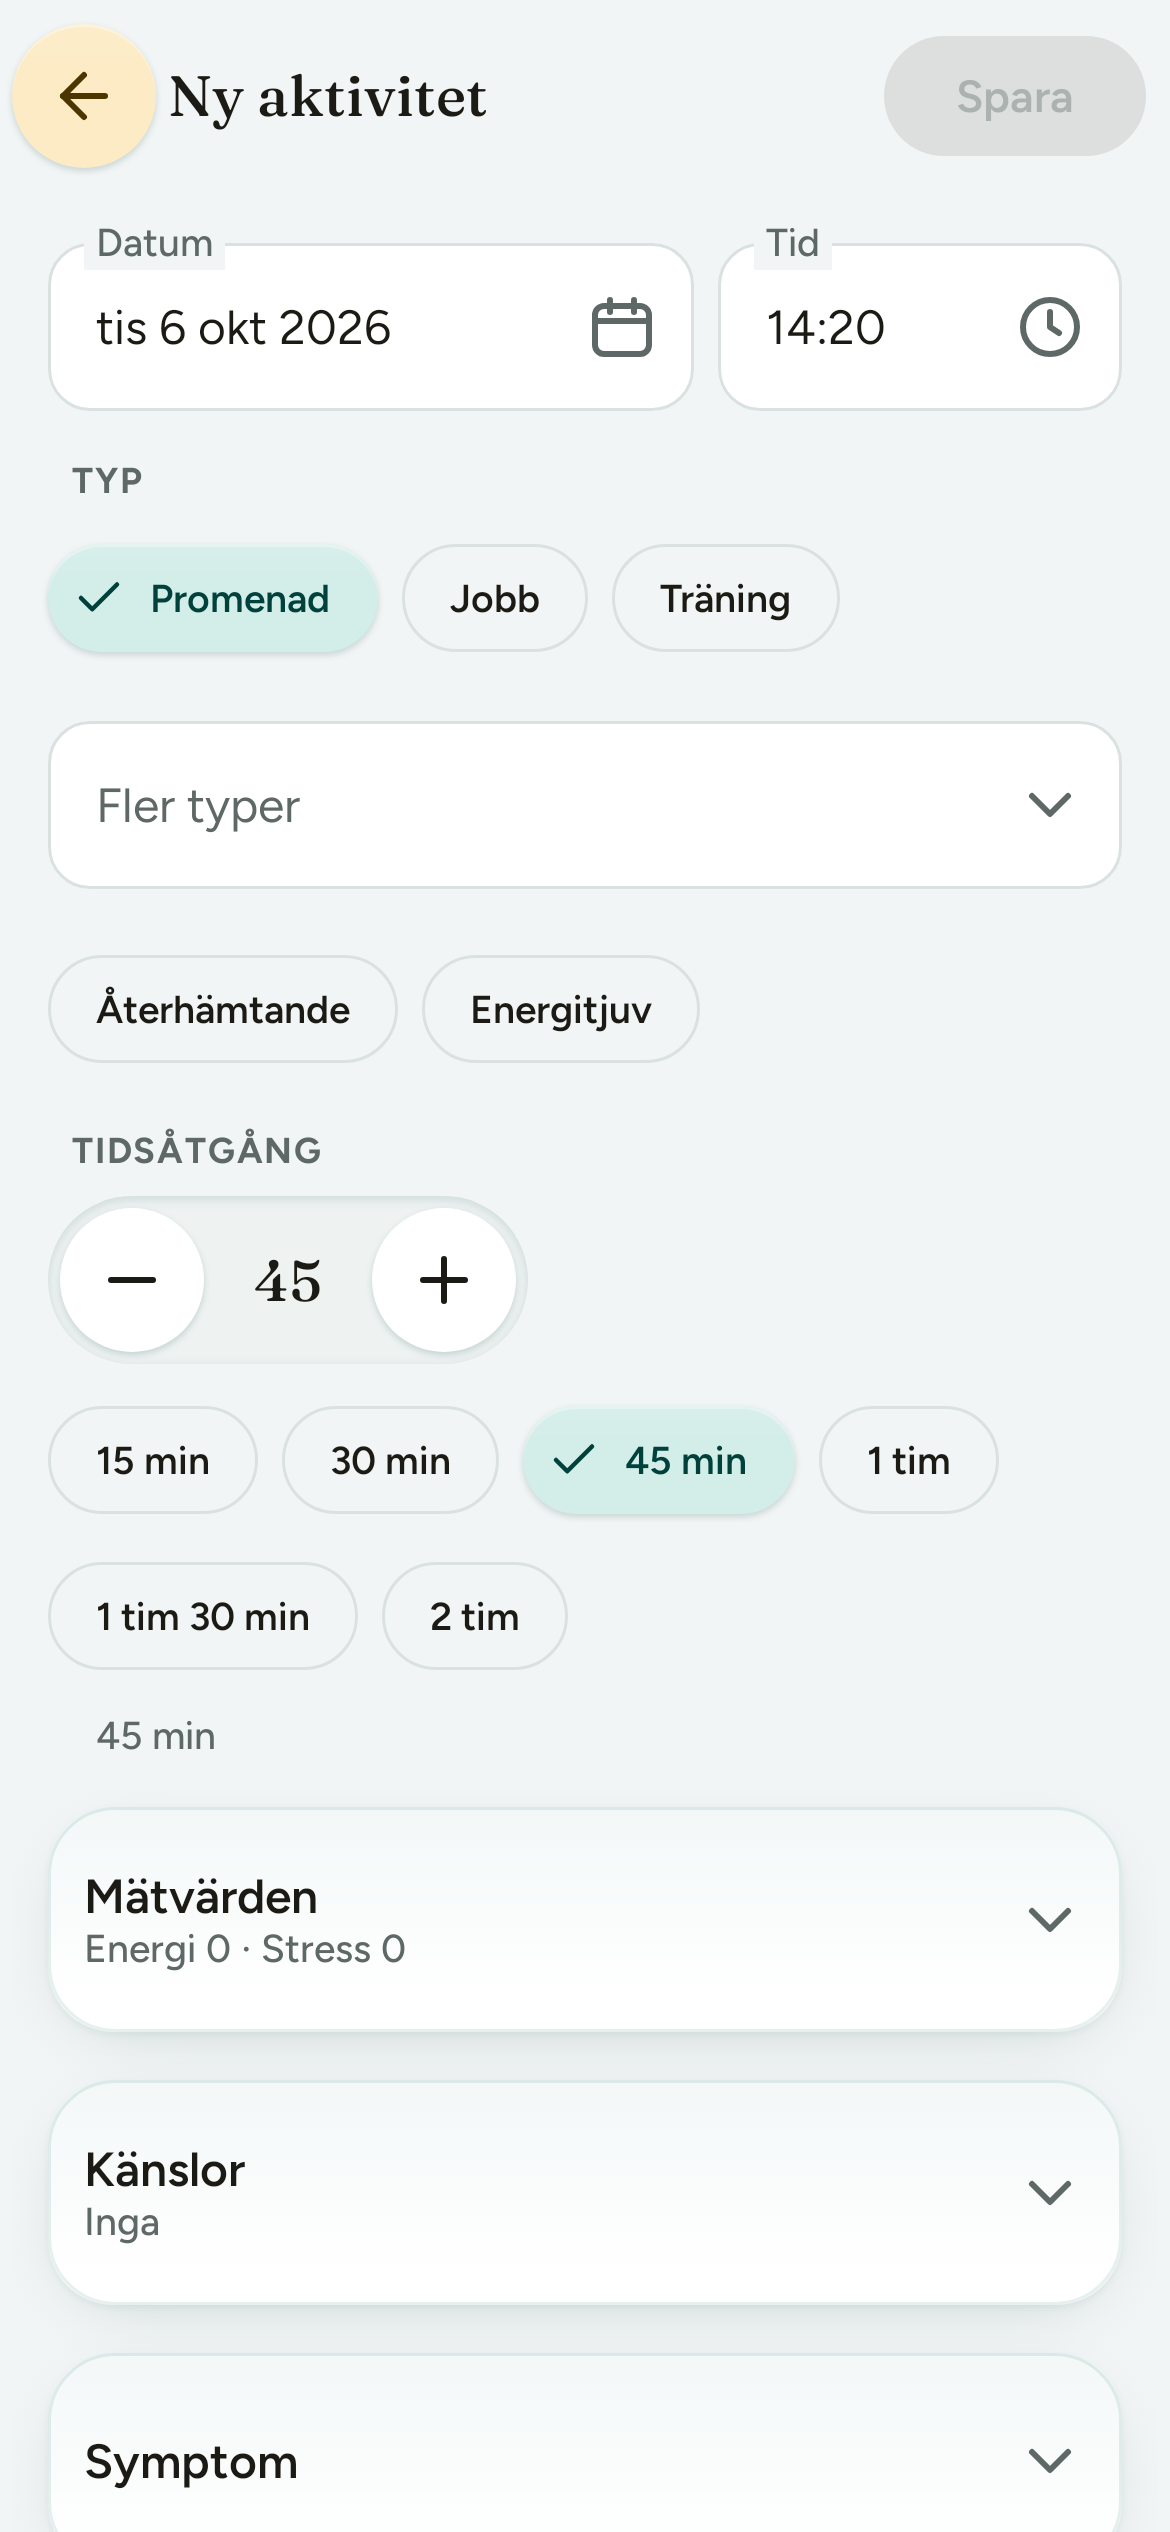 Ny aktivitet
Spara
Datum
Tid
tis 6 okt 2026
14:20
TYP
Promenad
Jobb
Träning
Fler typer
Återhämtande
Energitjuv
TIDSÅTGÅNG
45
15 min
30 min
45 min
1 tim
1 tim 30 min
2 tim
45 min
Mätvärden
Energi 0 · Stress 0
Känslor
Inga
Symptom